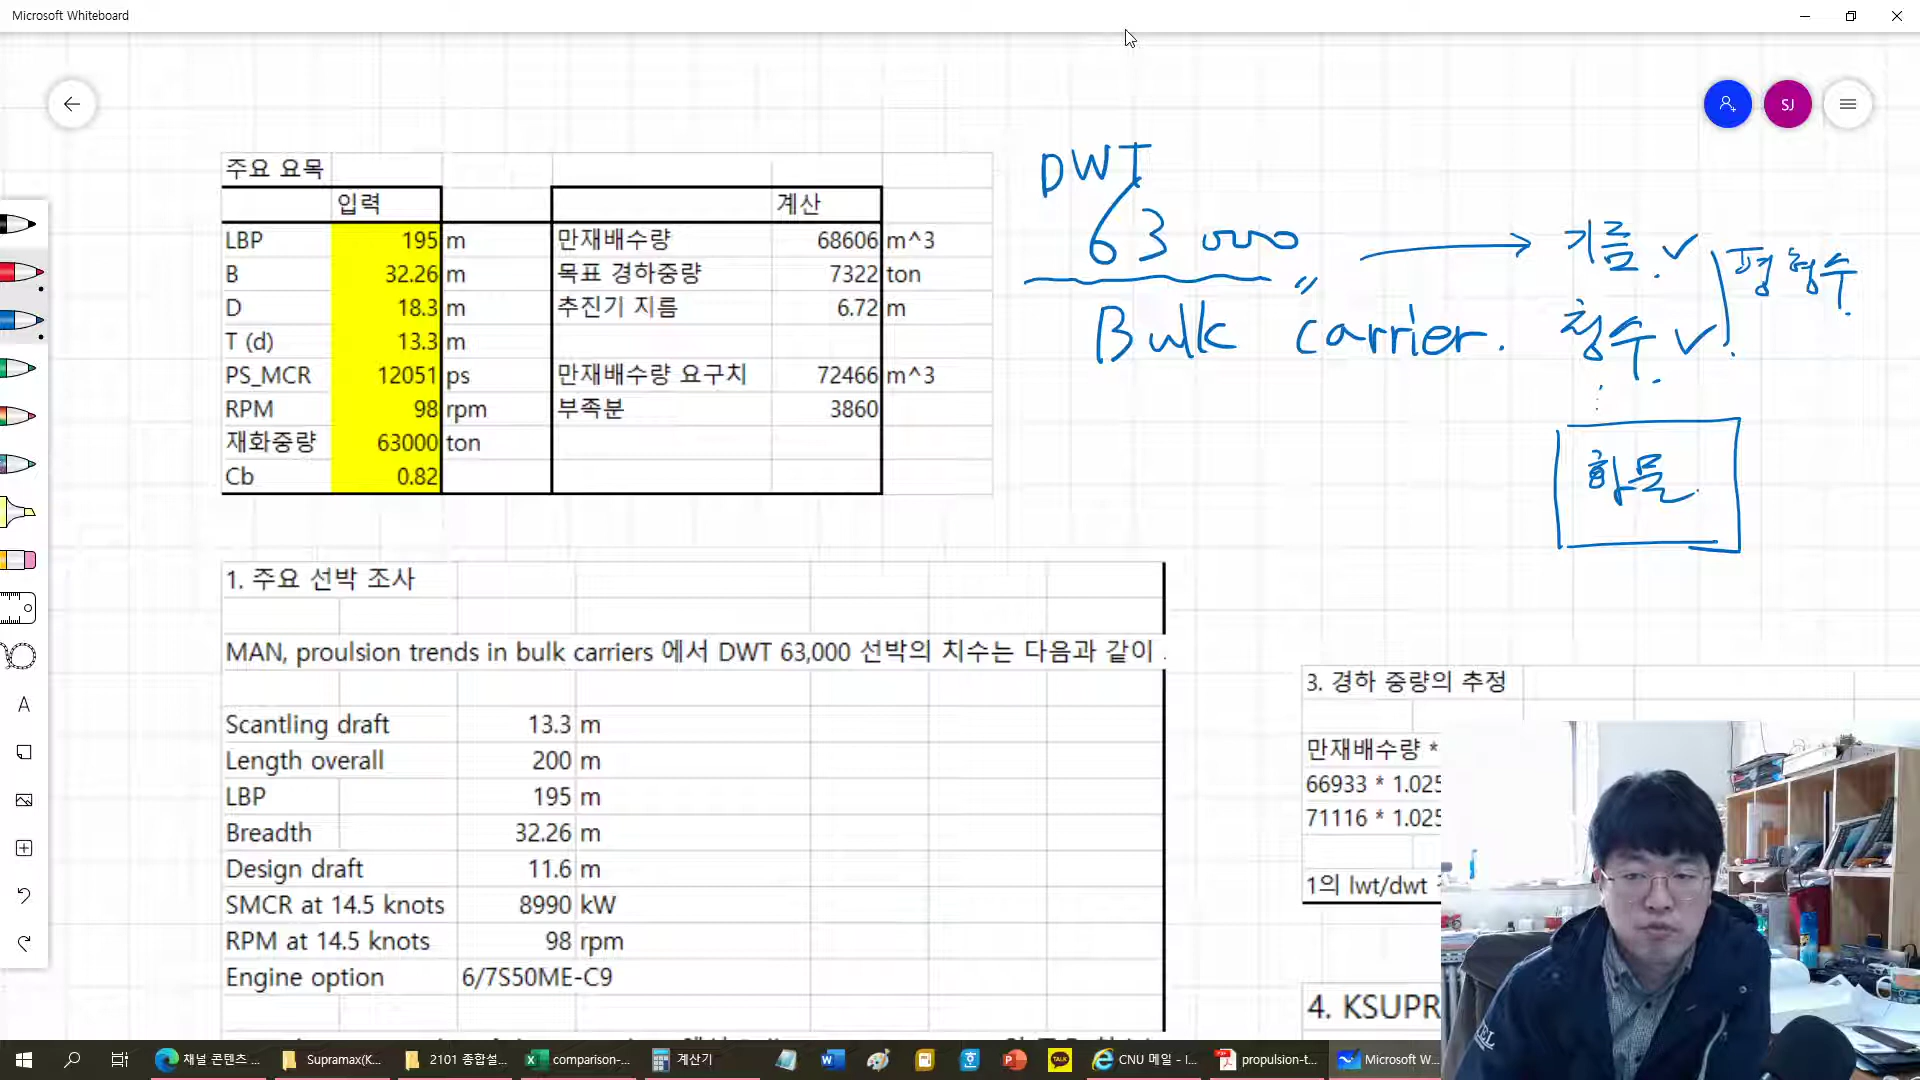 Microsoft Whiteboard
SJ
주요 요목
입력 계산
LBP 195 m 만재배수량 68606 m^3
B 32.26 m 목표 경하중량 7322 ton
D 18.3 m 추진기 지름 6.72 m
T (d) 13.3 m
PS_MCR 12051 ps 만재배수량 요구치 72466 m^3
RPM 98 rpm 부족분 3860
재화중량 63000 ton
Cb 0.82
DWT
63 000 "
Bulk carrier.
기름. ✓
청수. ✓
평형수.
화물.
1. 주요 선박 조사
MAN, proulsion trends in bulk carriers 에서 DWT 63,000 선박의 치수는 다음과 같이
Scantling draft 13.3 m
Length overall 200 m
LBP 195 m
Breadth 32.26 m
Design draft 11.6 m
SMCR at 14.5 knots 8990 kW
RPM at 14.5 knots 98 rpm
Engine option 6/7S50ME-C9
3. 경하 중량의 추정
만재배수량 *
66933 * 1.025
71116 * 1.025
1의 lwt/dwt
4. KSUPR
A
채널 콘텐츠 ...
Supramax(K...
2101 종합설...
comparison-...
계산기
TALK
CNU 메일 - I...
propulsion-t...
Microsoft W...